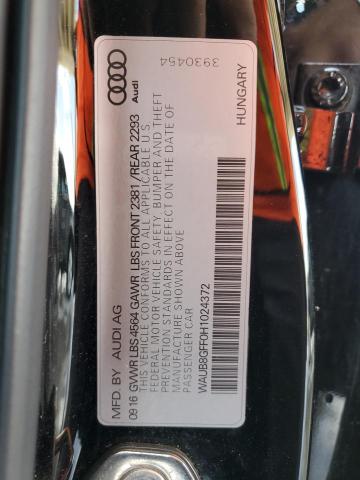 MFD. BY AUDI AG
09 16 GVWR LBS 4564 GAWR LBS FRONT 2381 /REAR 2293
THIS VEHICLE CONFORMS TO ALL APPLICABLE U.S.
FEDERAL MOTOR VEHICLE SAFETY, BUMPER AND THEFT
PREVENTION STANDARDS IN EFFECT ON THE DATE OF
MANUFACTURE SHOWN ABOVE
PASSENGER CAR
WAUB8GFF0H1024372
Audi
3930454
HUNGARY